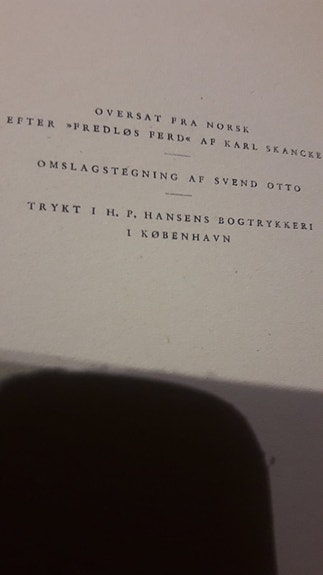 OVERSAT FRA NORSK
EFTER »FREDLØS FERD« AF KARL SKANCKE
OMSLAGSTEGNING AF SVEND OTTO
TRYKT I H. P. HANSENS BOGTRYKKERI
I KØBENHAVN